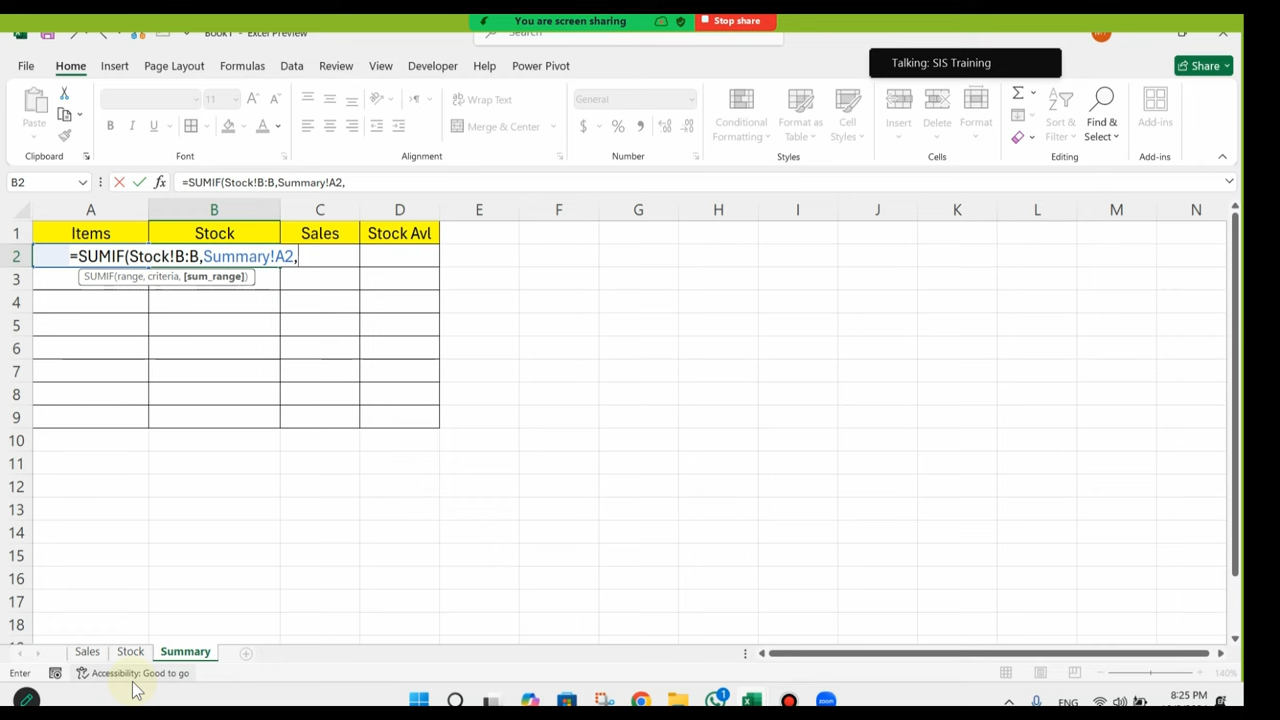 You are screen sharing
Stop share
Book1 - Excel Preview
Search
Talking: SIS Training
File Home Insert Page Layout Formulas Data Review View Developer Help Power Pivot
Share
Paste
11
Wrap Text
General
Conditional Formatting
Format as Table
Cell Styles
Insert
Delete
Format
Sort & Filter
Find & Select
Add-ins
B I U
Merge & Center
$ %
Clipboard Font Alignment Number Styles Cells Editing Add-ins
B2 fx =SUMIF(Stock!B:B,Summary!A2,
A B C D E F G H I J K L M N
1 Items Stock Sales Stock Avl
2 =SUMIF(Stock!B:B,Summary!A2,
SUMIF(range, criteria, [sum_range])
3
4
5
6
7
8
9
10
11
12
13
14
15
16
17
18
Sales Stock Summary
Enter Accessibility: Good to go 140%
1 ENG 8:25 PM